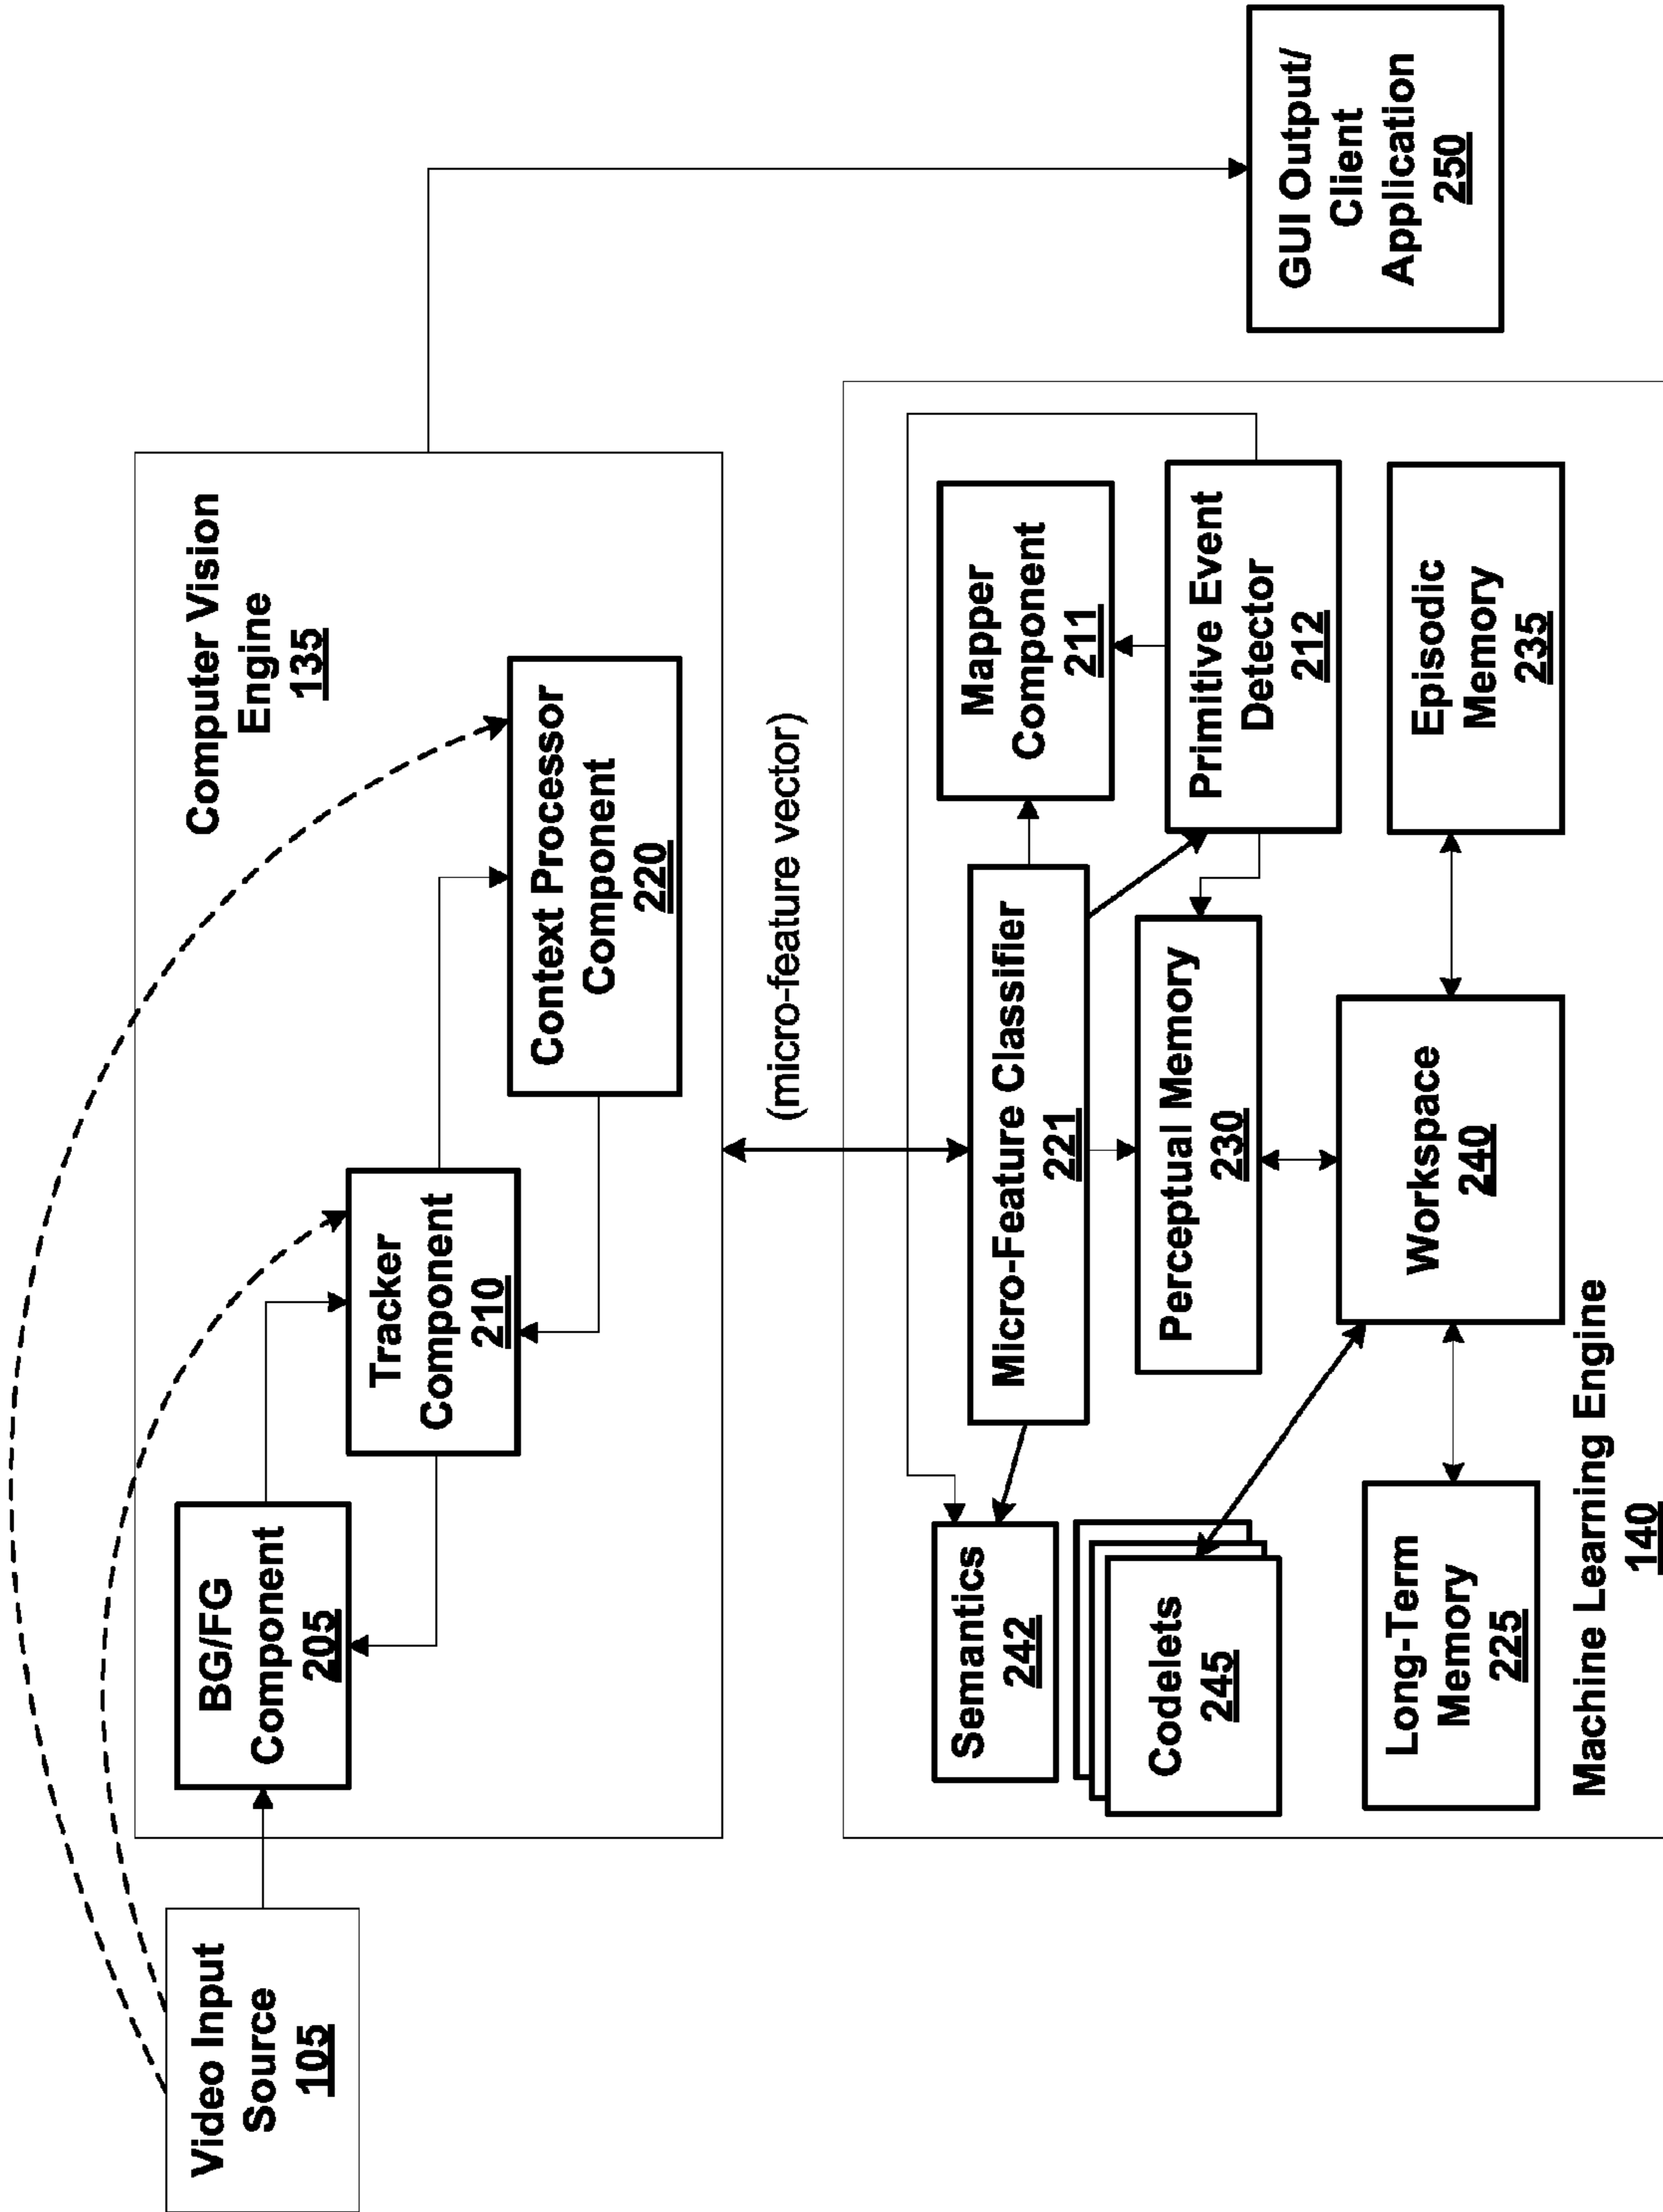 Video Input
Source
105
Computer Vision
Engine
135
BG/FG
Component
205
Tracker
Component
210
Context Processor
Component
220
(micro-feature vector)
Semantics
242
Micro-Feature Classifier
221
Mapper
Component
211
Codelets
245
Perceptual Memory
230
Primitive Event
Detector
212
Long-Term
Memory
225
Workspace
240
Episodic
Memory
235
Machine Learning Engine
140
GUI Output/
Client
Application
250